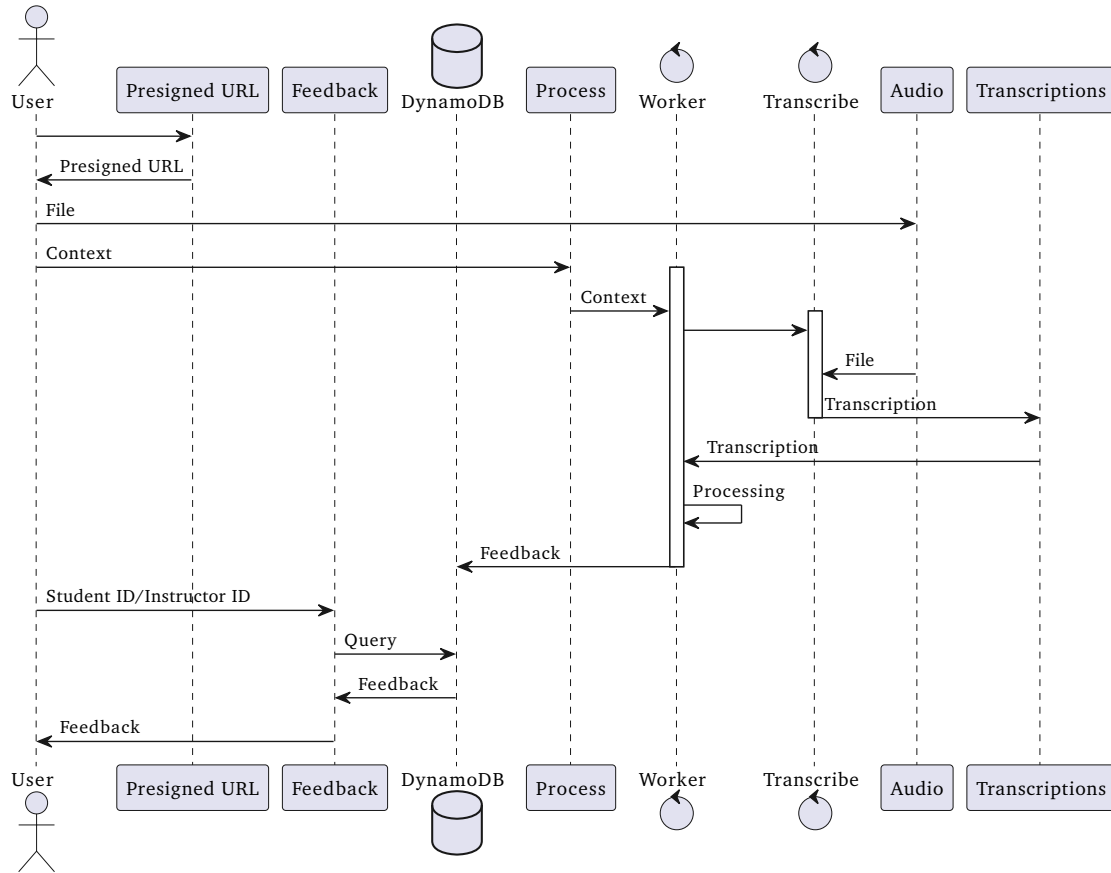 User
Presigned URL
Feedback
DynamoDB
Process
Worker
Transcribe
Audio
Transcriptions
Presigned URL
File
Context
Context
File
Transcription
Transcription
Processing
Feedback
Student ID/Instructor ID
Query
Feedback
Feedback
User
Presigned URL
Feedback
DynamoDB
Process
Worker
Transcribe
Audio
Transcriptions